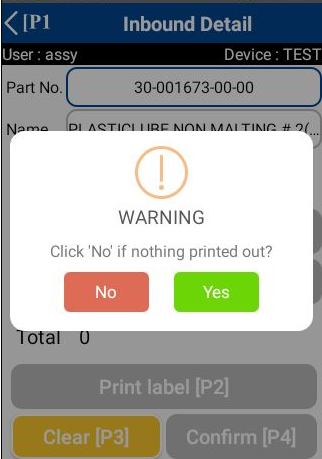 [P1
Inbound Detail
User : assy
Device : TEST
Part No.
30-001673-00-00
Name
PLASTICLUBE NON MALTING # 2(...
WARNING
Click 'No' if nothing printed out?
No
Yes
Total 0
Print label [P2]
Clear [P3]
Confirm [P4]